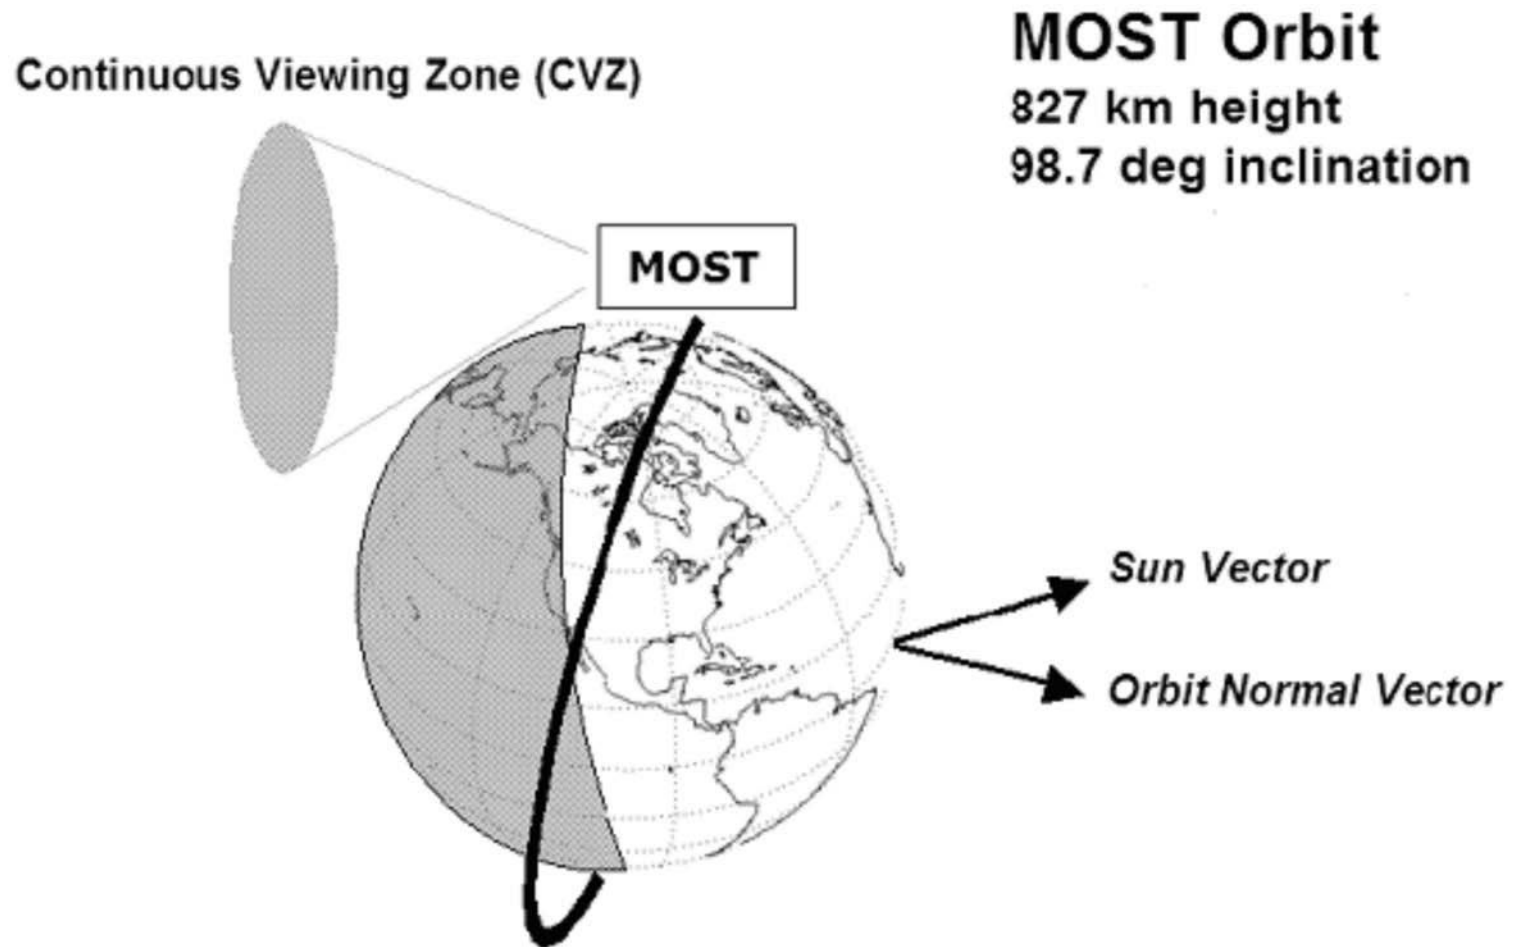 MOST Orbit
827 km height
98.7 deg inclination
Continuous Viewing Zone (CVZ)
MOST
Sun Vector
Orbit Normal Vector